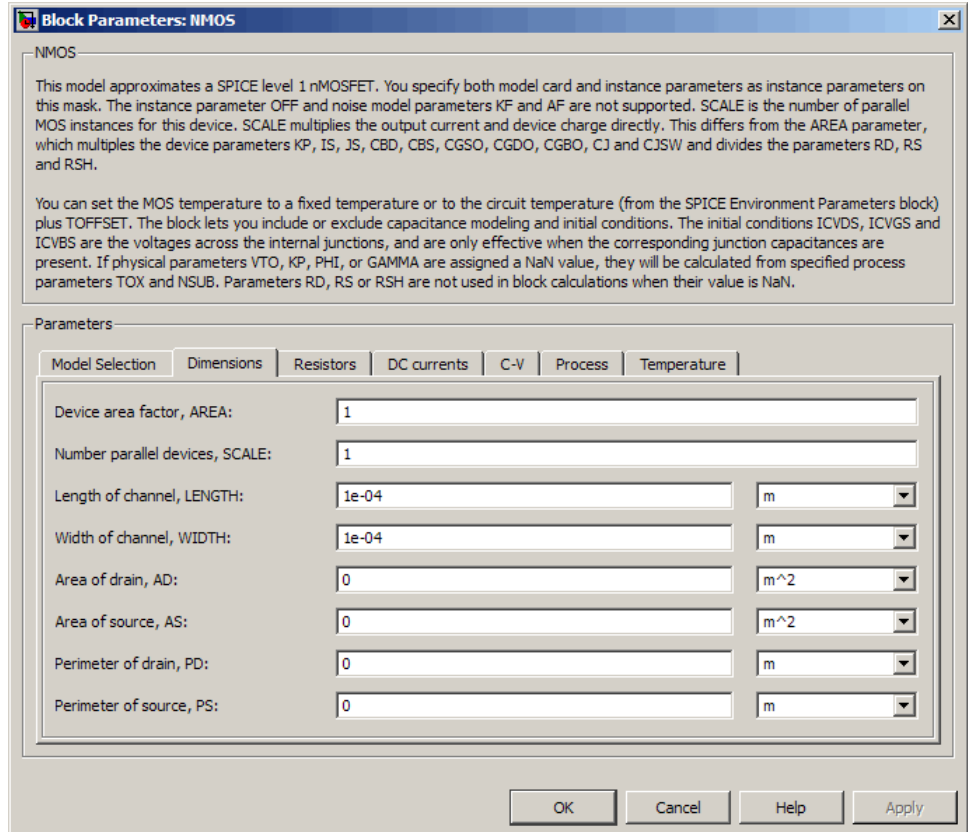 Block Parameters: NMOS
NMOS
This model approximates a SPICE level 1 nMOSFET. You specify both model card and instance parameters as instance parameters on
this mask. The instance parameter OFF and noise model parameters KF and AF are not supported. SCALE is the number of parallel
MOS instances for this device. SCALE multiplies the output current and device charge directly. This differs from the AREA parameter,
which multiples the device parameters KP, IS, JS, CBD, CBS, CGSO, CGDO, CGBO, CJ and CJSW and divides the parameters RD, RS
and RSH.
You can set the MOS temperature to a fixed temperature or to the circuit temperature (from the SPICE Environment Parameters block)
plus TOFFSET. The block lets you include or exclude capacitance modeling and initial conditions. The initial conditions ICVDS, ICVGS and
ICVBS are the voltages across the internal junctions, and are only effective when the corresponding junction capacitances are
present. If physical parameters VTO, KP, PHI, or GAMMA are assigned a NaN value, they will be calculated from specified process
parameters TOX and NSUB. Parameters RD, RS or RSH are not used in block calculations when their value is NaN.
Parameters
Model Selection Dimensions Resistors DC currents C-V Process Temperature
Device area factor, AREA: 1
Number parallel devices, SCALE: 1
Length of channel, LENGTH: 1e-04 m
Width of channel, WIDTH: 1e-04 m
Area of drain, AD: 0 m^2
Area of source, AS: 0 m^2
Perimeter of drain, PD: 0 m
Perimeter of source, PS: 0 m
OK Cancel Help Apply